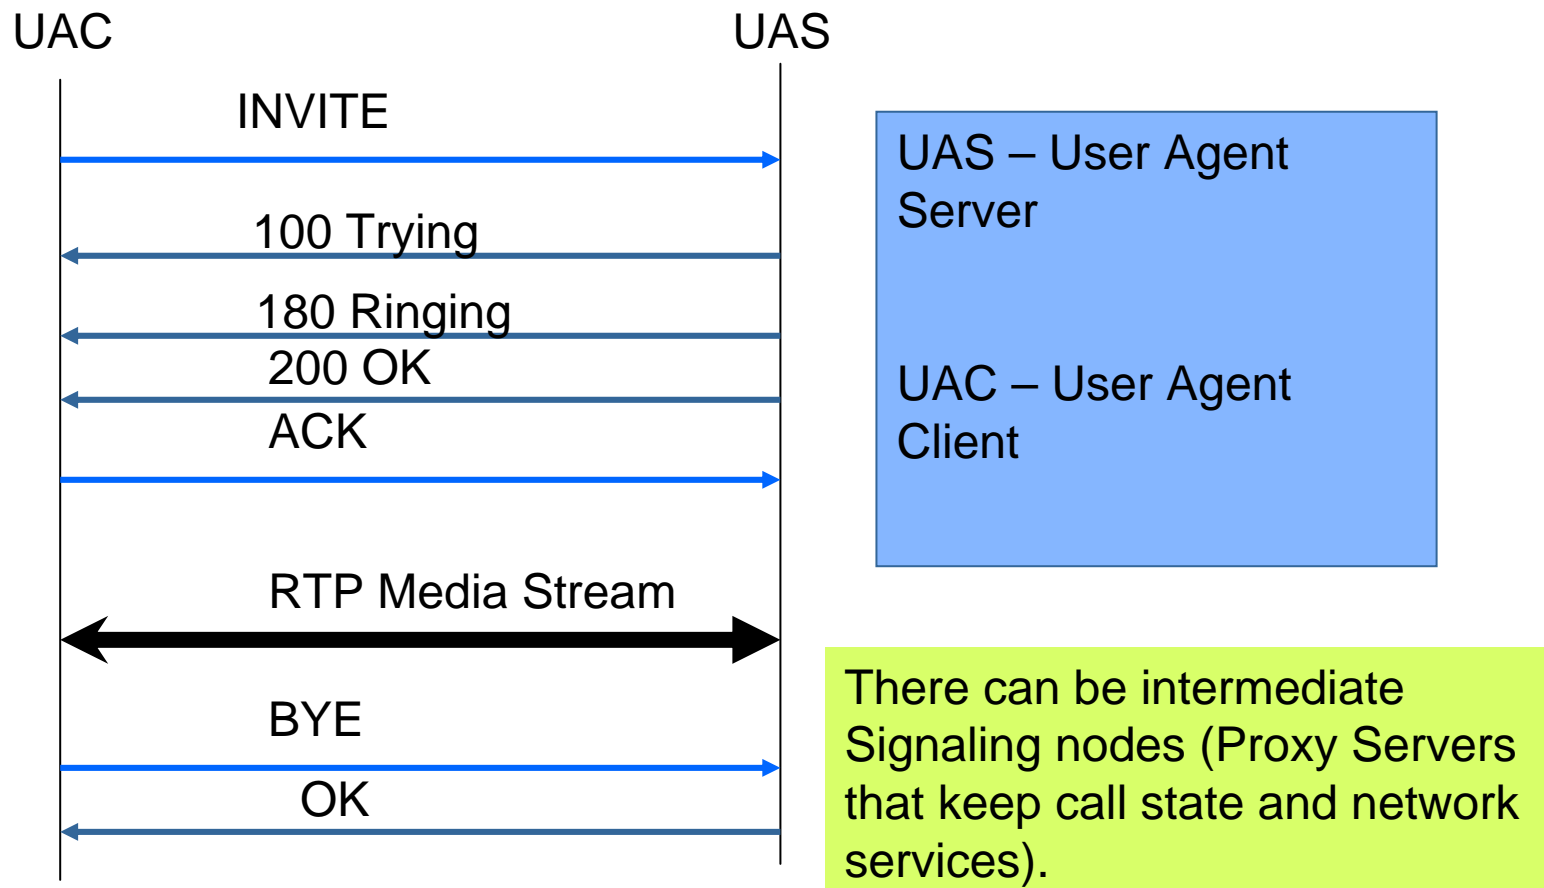 UAC
UAS
INVITE
100 Trying
180 Ringing
200 OK
ACK
RTP Media Stream
BYE
OK
UAS – User Agent
Server
UAC – User Agent
Client
There can be intermediate
Signaling nodes (Proxy Servers
that keep call state and network
services).